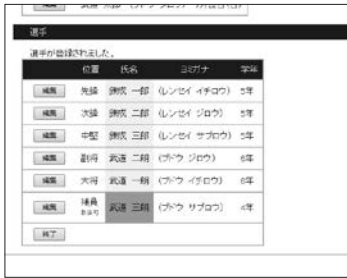 選手
選手が登録されました。
位置 氏名 ヨミガナ 学年
編集 先鋒 錬成 一郎 (レンセイ イチロウ) 5年
編集 次鋒 錬成 二郎 (レンセイ ジロウ) 5年
編集 中堅 錬成 三郎 (レンセイ サブロウ) 5年
編集 副将 武道 二朗 (ブドウ ジロウ) 6年
編集 大将 武道 一朗 (ブドウ イチロウ) 6年
編集 補員 武道 三朗 (ブドウ サブロウ) 4年
終了